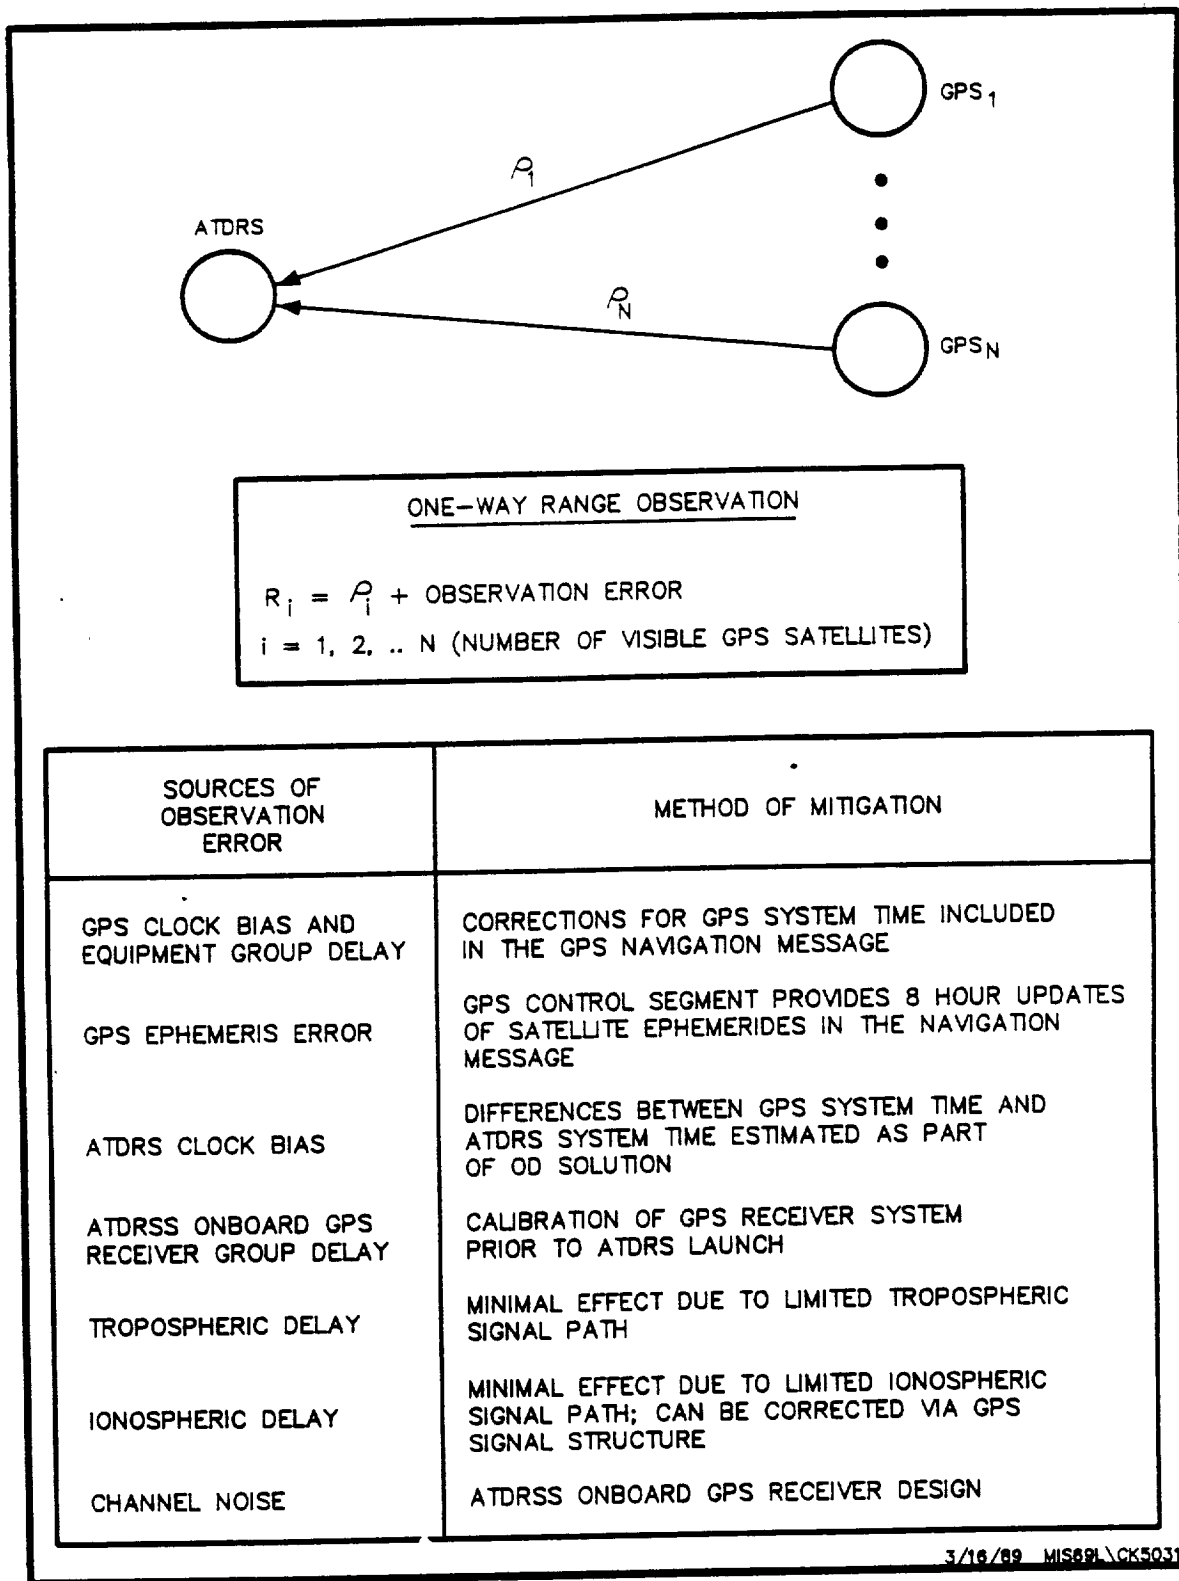 GPS₁
ρ₁
ATDRS
ρN
GPSN
ONE-WAY RANGE OBSERVATION
Rᵢ = ρᵢ + OBSERVATION ERROR
i = 1, 2, .. N (NUMBER OF VISIBLE GPS SATELLITES)
SOURCES OF
OBSERVATION
ERROR
METHOD OF MITIGATION
GPS CLOCK BIAS AND
EQUIPMENT GROUP DELAY
CORRECTIONS FOR GPS SYSTEM TIME INCLUDED
IN THE GPS NAVIGATION MESSAGE
GPS EPHEMERIS ERROR
GPS CONTROL SEGMENT PROVIDES 8 HOUR UPDATES
OF SATELLITE EPHEMERIDES IN THE NAVIGATION
MESSAGE
ATDRS CLOCK BIAS
DIFFERENCES BETWEEN GPS SYSTEM TIME AND
ATDRS SYSTEM TIME ESTIMATED AS PART
OF OD SOLUTION
ATDRSS ONBOARD GPS
RECEIVER GROUP DELAY
CALIBRATION OF GPS RECEIVER SYSTEM
PRIOR TO ATDRS LAUNCH
TROPOSPHERIC DELAY
MINIMAL EFFECT DUE TO LIMITED TROPOSPHERIC
SIGNAL PATH
IONOSPHERIC DELAY
MINIMAL EFFECT DUE TO LIMITED IONOSPHERIC
SIGNAL PATH; CAN BE CORRECTED VIA GPS
SIGNAL STRUCTURE
CHANNEL NOISE
ATDRSS ONBOARD GPS RECEIVER DESIGN
3/16/89 MIS69L\CK5031